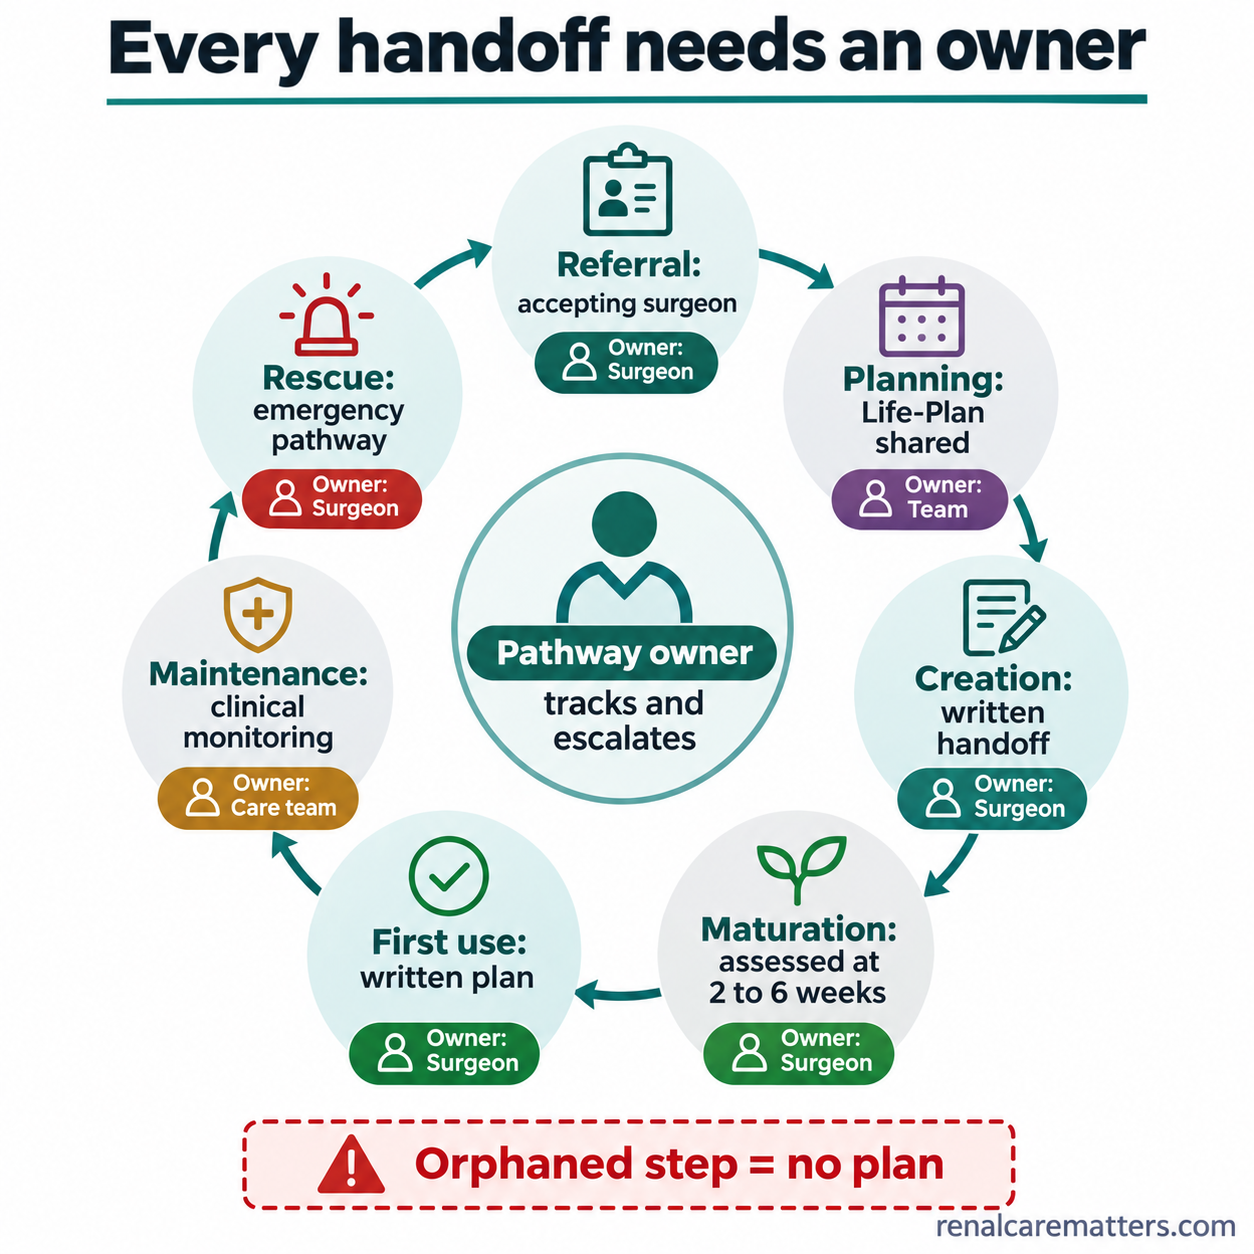 Every handoff needs an owner
Referral:
accepting surgeon
Owner:
Surgeon
Planning:
Life-Plan
shared
Owner:
Team
Creation:
written
handoff
Owner:
Surgeon
Maturation:
assessed at
2 to 6 weeks
Owner:
Surgeon
First use:
written plan
Owner:
Surgeon
Maintenance:
clinical
monitoring
Owner:
Care team
Rescue:
emergency
pathway
Owner:
Surgeon
Pathway owner
tracks and
escalates
Orphaned step = no plan
renalcarematters.com